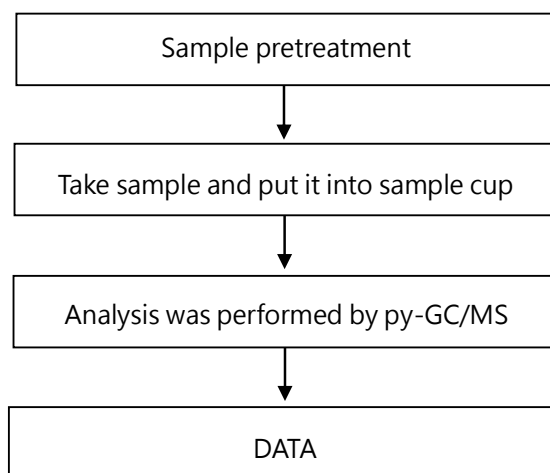 Sample pretreatment
Take sample and put it into sample cup
Analysis was performed by py-GC/MS
DATA